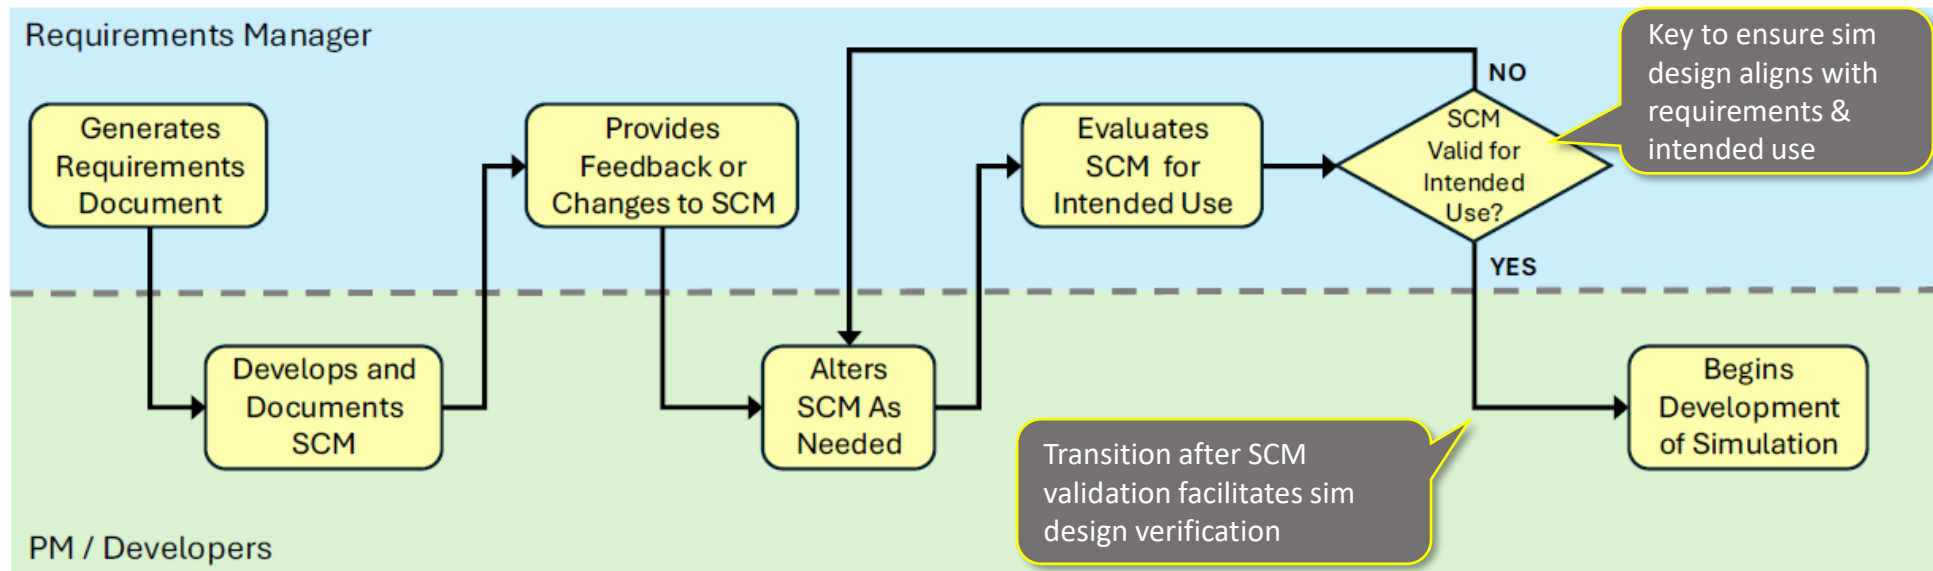 Requirements Manager
Generates
Requirements
Document
Provides
Feedback or
Changes to SCM
Evaluates
SCM for
Intended Use
NO
SCM
Valid for
Intended
Use?
YES
Key to ensure sim
design aligns with
requirements &
intended use
Develops and
Documents
SCM
Alters
SCM As
Needed
Transition after SCM
validation facilitates sim
design verification
Begins
Development
of Simulation
PM / Developers